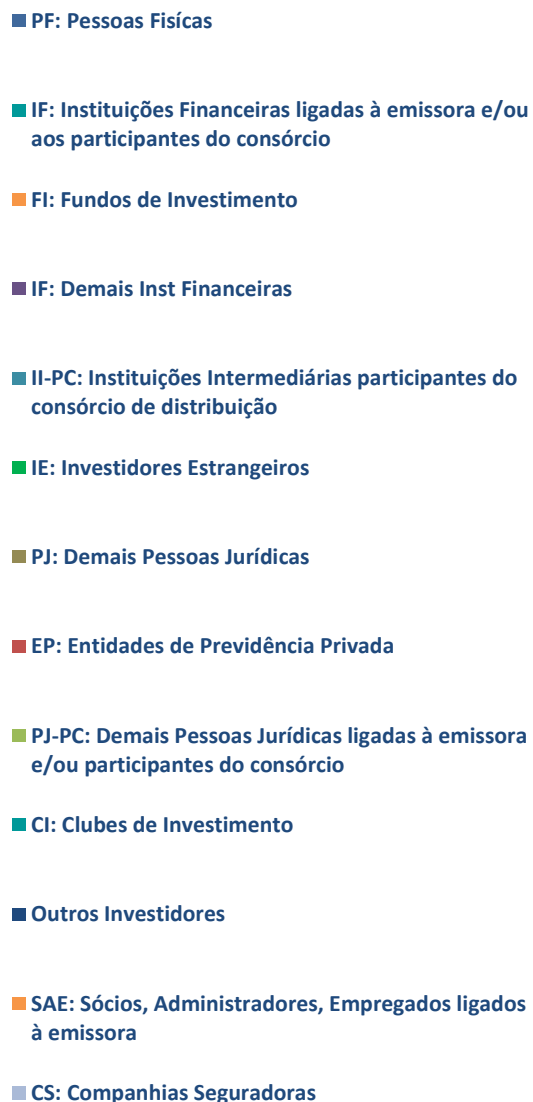 PF: Pessoas Fisícas
IF: Instituições Financeiras ligadas à emissora e/ou
aos participantes do consórcio
FI: Fundos de Investimento
IF: Demais Inst Financeiras
II-PC: Instituições Intermediárias participantes do
consórcio de distribuição
IE: Investidores Estrangeiros
PJ: Demais Pessoas Jurídicas
EP: Entidades de Previdência Privada
PJ-PC: Demais Pessoas Jurídicas ligadas à emissora
e/ou participantes do consórcio
CI: Clubes de Investimento
Outros Investidores
SAE: Sócios, Administradores, Empregados ligados
à emissora
CS: Companhias Seguradoras